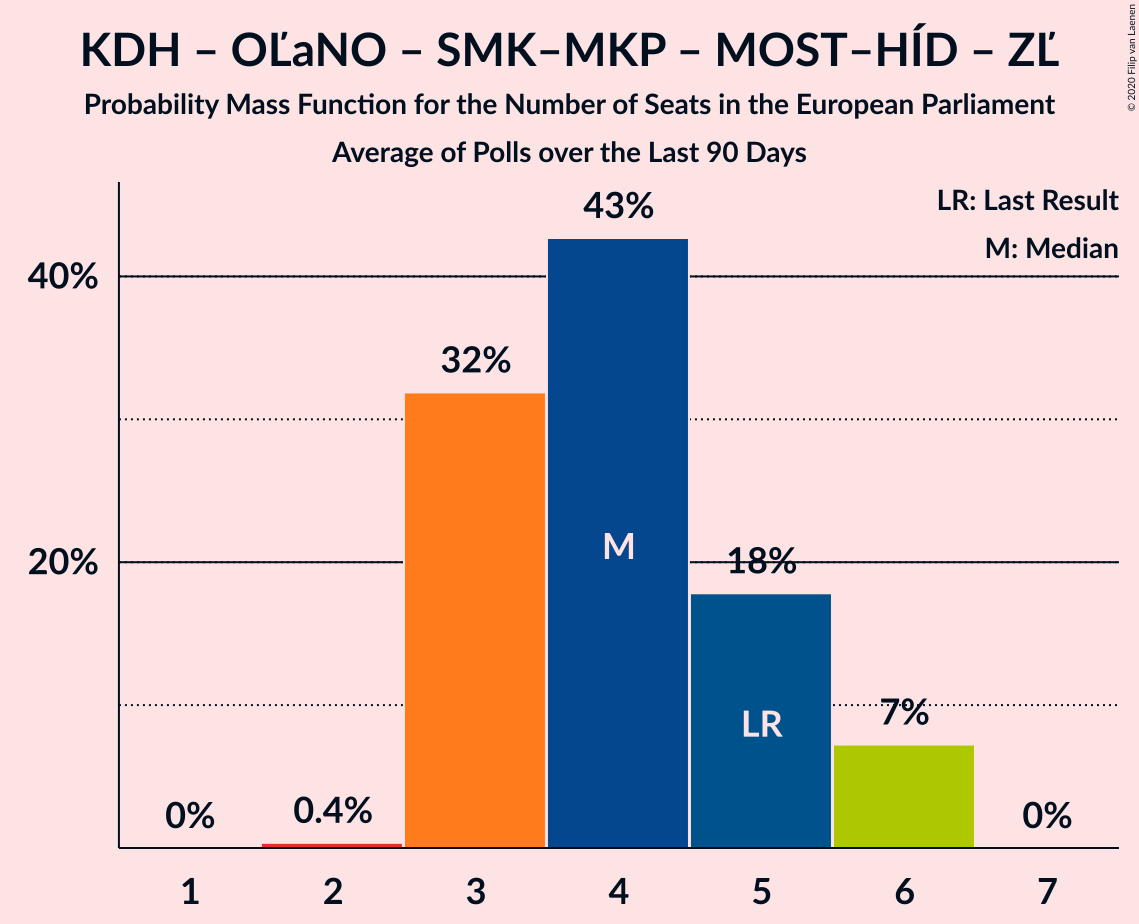 KDH – OĽaNO – SMK–MKP – MOST–HÍD – ZĽ
Probability Mass Function for the Number of Seats in the European Parliament
Average of Polls over the Last 90 Days
© 2020 Filip van Laenen
LR: Last Result
M: Median
43%
40%
32%
M
20%
18%
LR
7%
0%
0.4%
0%
1 2 3 4 5 6 7